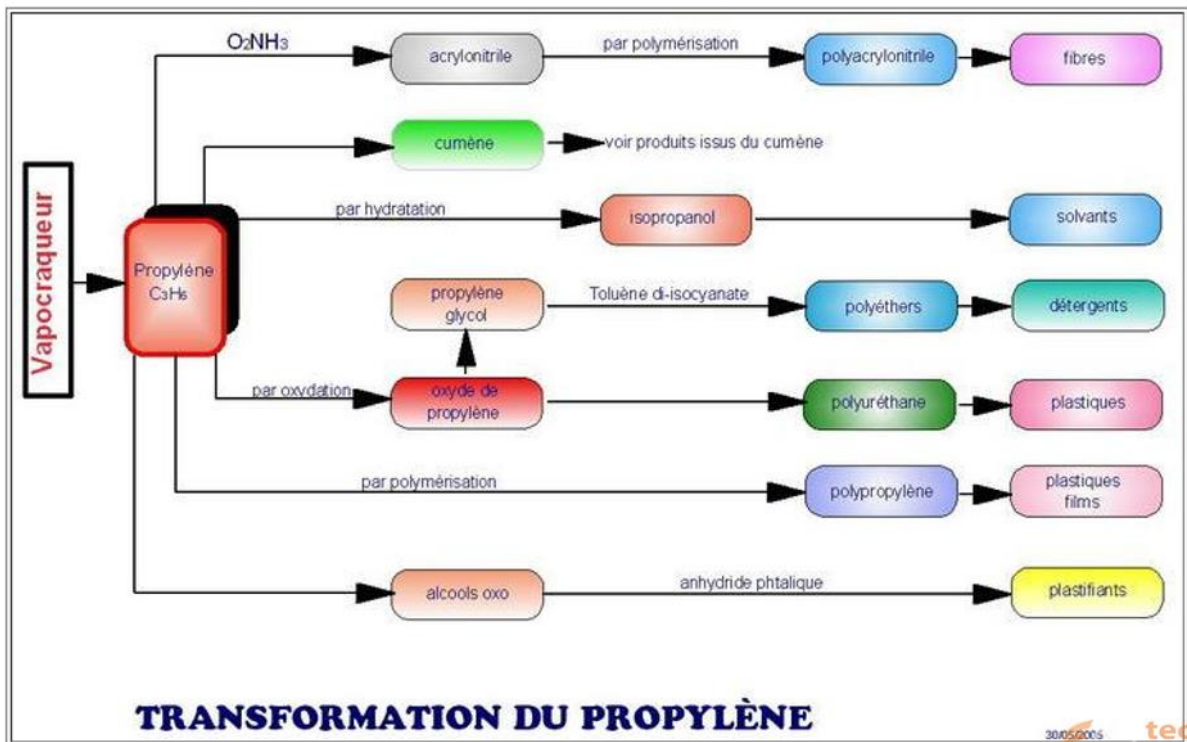 O₂NH₃
acrylonitrile
par polymérisation
polyacrylonitrile
fibres
cumène
voir produits issus du cumène
par hydratation
isopropanol
solvants
Vapocraqueur
Propylène
C₃H₆
propylène
glycol
Toluène di-isocyanate
polyéthers
détergents
par oxydation
oxyde de
propylène
polyuréthane
plastiques
par polymérisation
polypropylène
plastiques
films
alcools oxo
anhydride phtalique
plastifiants
TRANSFORMATION DU PROPYLÈNE
30/05/2005
tec